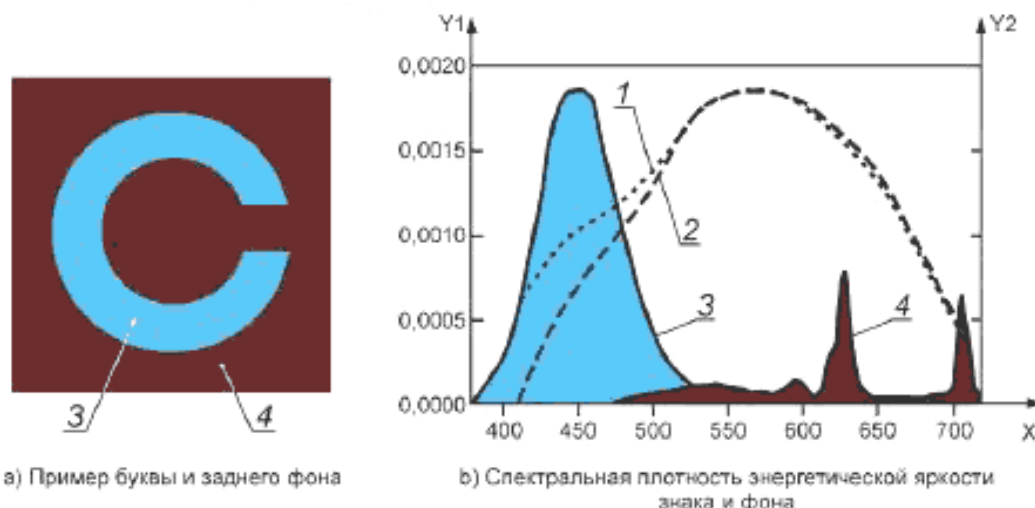 Y1
Y2
0,0020
0,0015
0,0010
0,0005
0,0000
1
2
3
4
400 450 500 550 600 650 700 X
3
4
а) Пример буквы и заднего фона
b) Спектральная плотность энергетической яркости
знака и фона